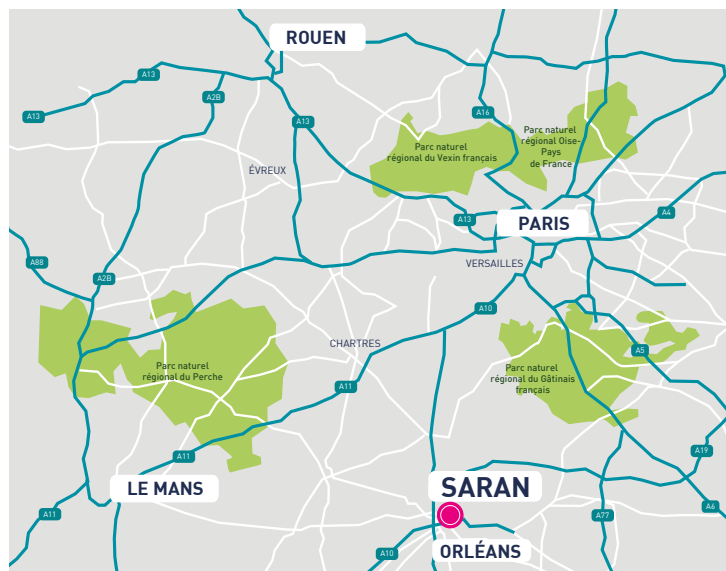 ROUEN
A13
A2B
A13
A13
A16
Parc naturel
régional du Vexin français
Parc naturel
régional Oise-
Pays
de France
ÉVREUX
A13
PARIS
A4
A88
A2B
VERSAILLES
A10
CHARTRES
Parc naturel
régional du Perche
A11
Parc naturel
régional du Gâtinais
français
A5
A11
A19
LE MANS
SARAN
A11
A77
A6
A10
ORLÉANS